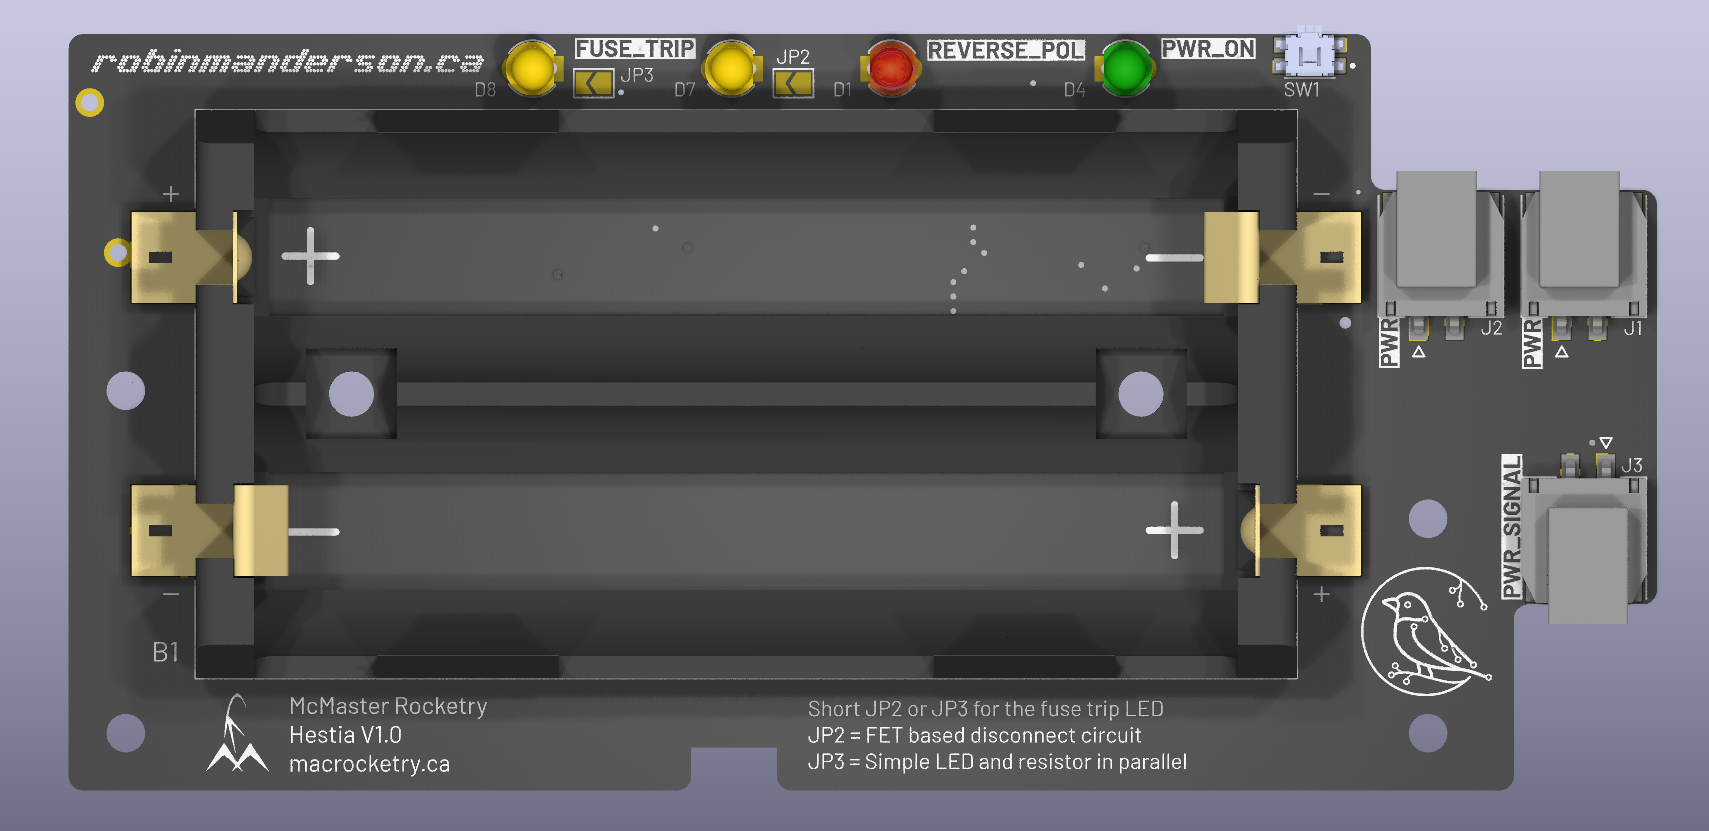 robinmanderson.ca
FUSE_TRIP
REVERSE_POL
PWR_ON
D8
JP3
D7
JP2
D1
D4
SW1
+
−
+
−
PWR
J2
PWR
J1
−
+
−
+
PWR_SIGNAL
J3
B1
McMaster Rocketry
Hestia V1.0
macrocketry.ca
Short JP2 or JP3 for the fuse trip LED
JP2 = FET based disconnect circuit
JP3 = Simple LED and resistor in parallel